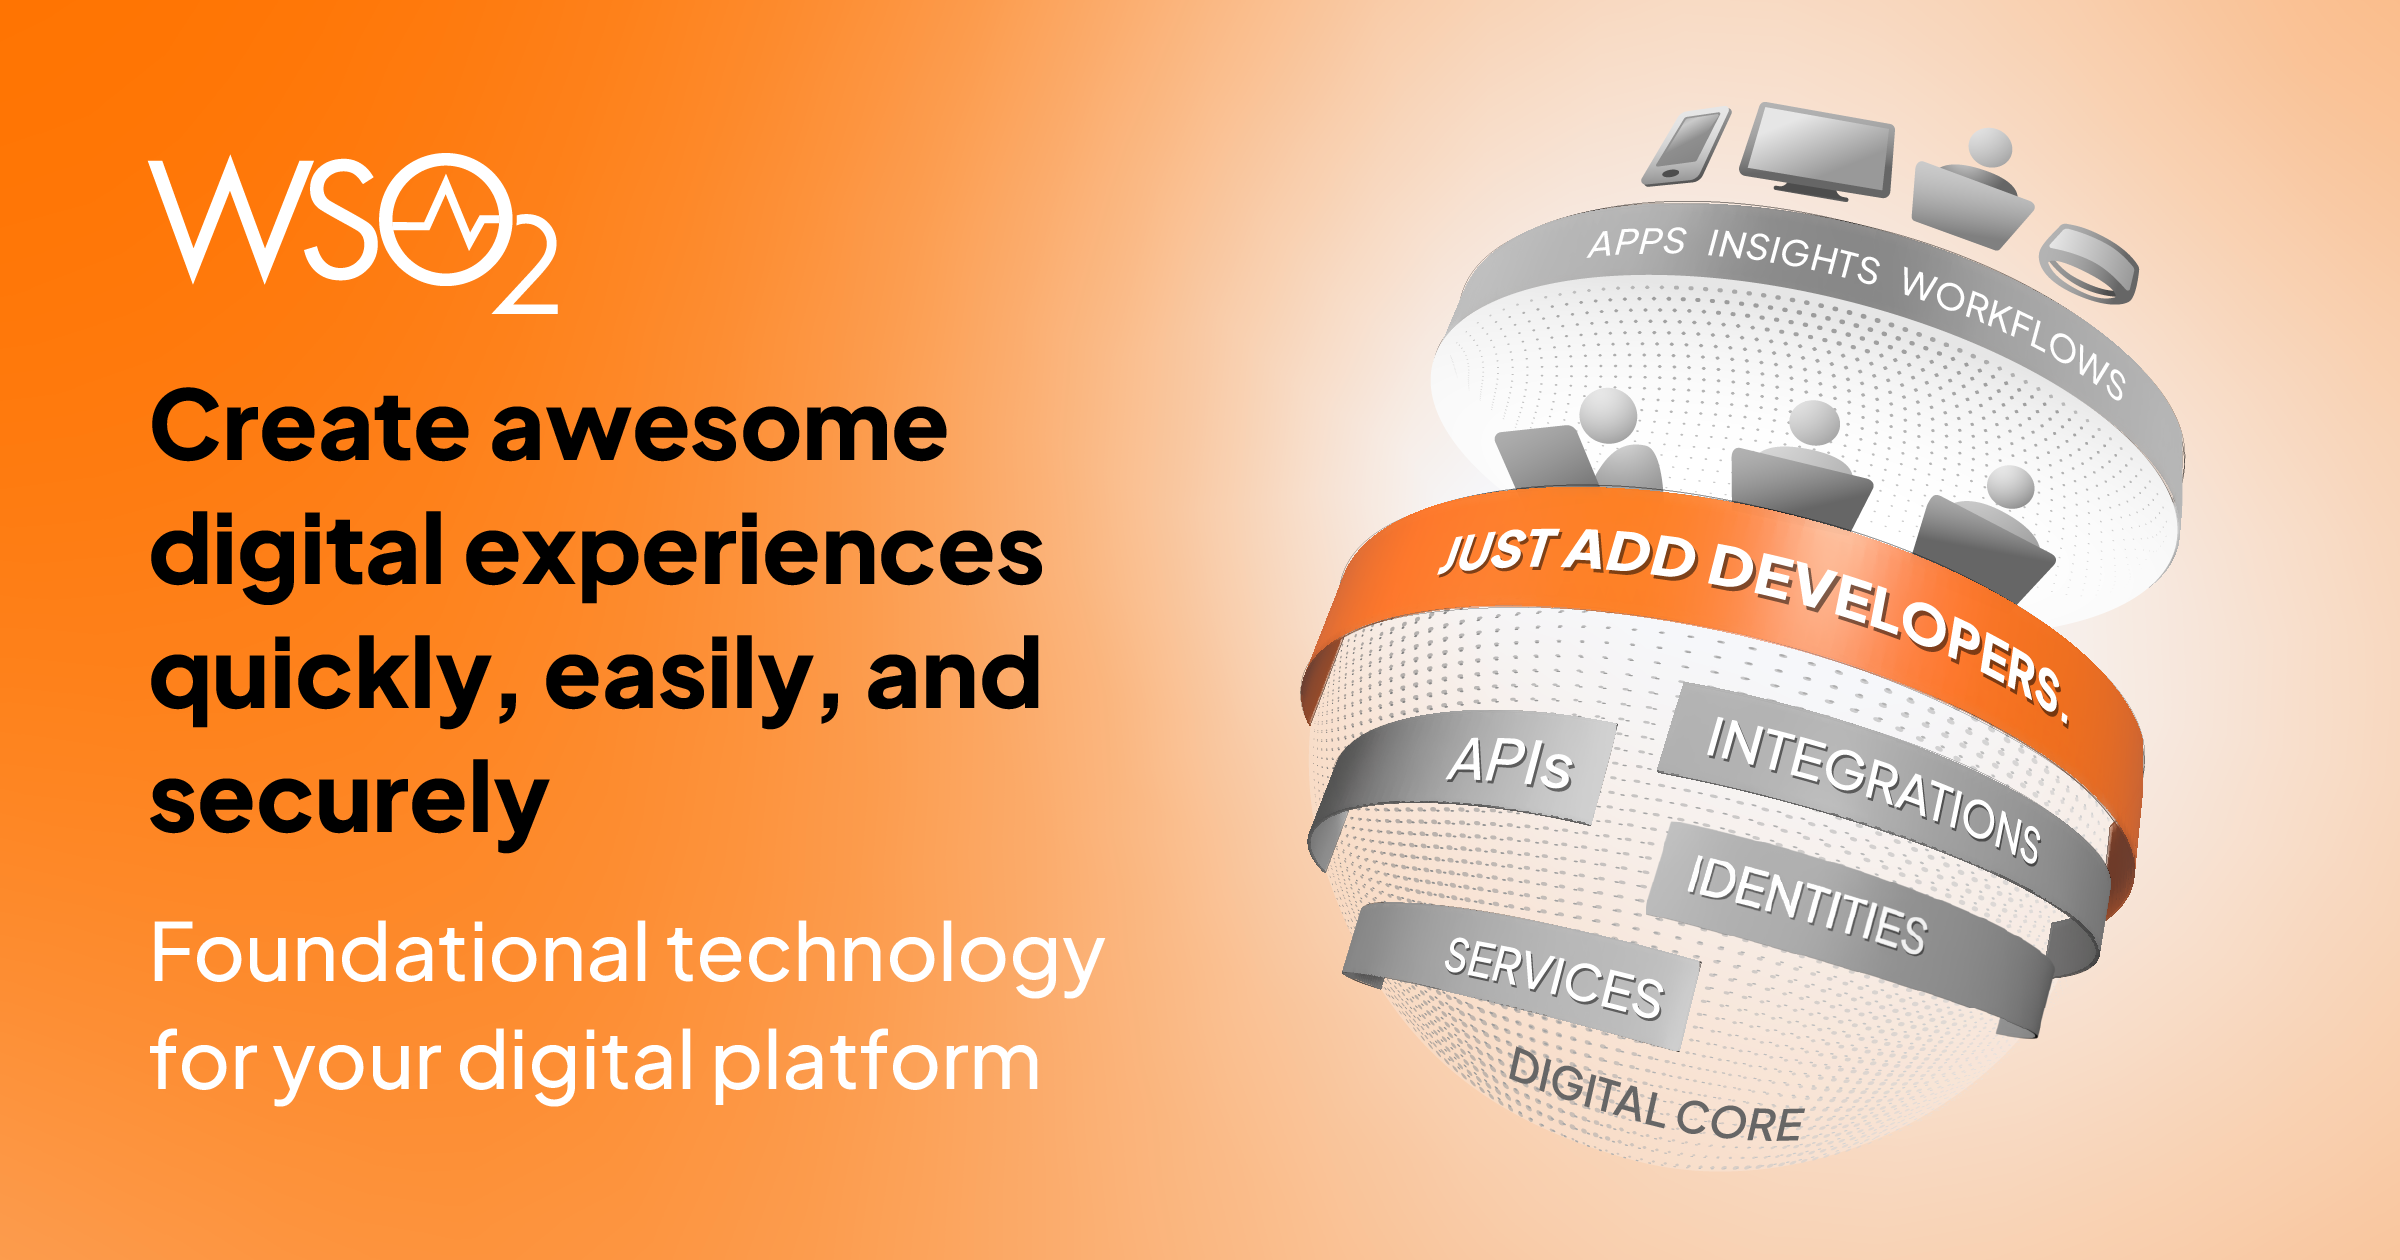 WSO2
Create awesome
digital experiences
quickly, easily, and
securely
Foundational technology
for your digital platform
APPS INSIGHTS WORKFLOWS
JUST ADD DEVELOPERS.
APIs
INTEGRATIONS
IDENTITIES
SERVICES
DIGITAL CORE